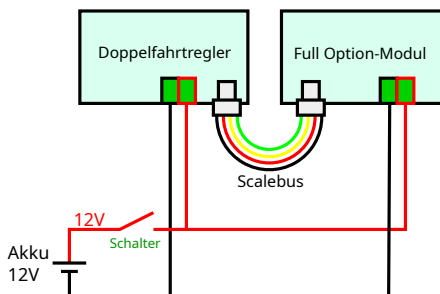 Doppelfahrtregler
Full Option-Modul
Scalebus
12V
Schalter
Akku
12V